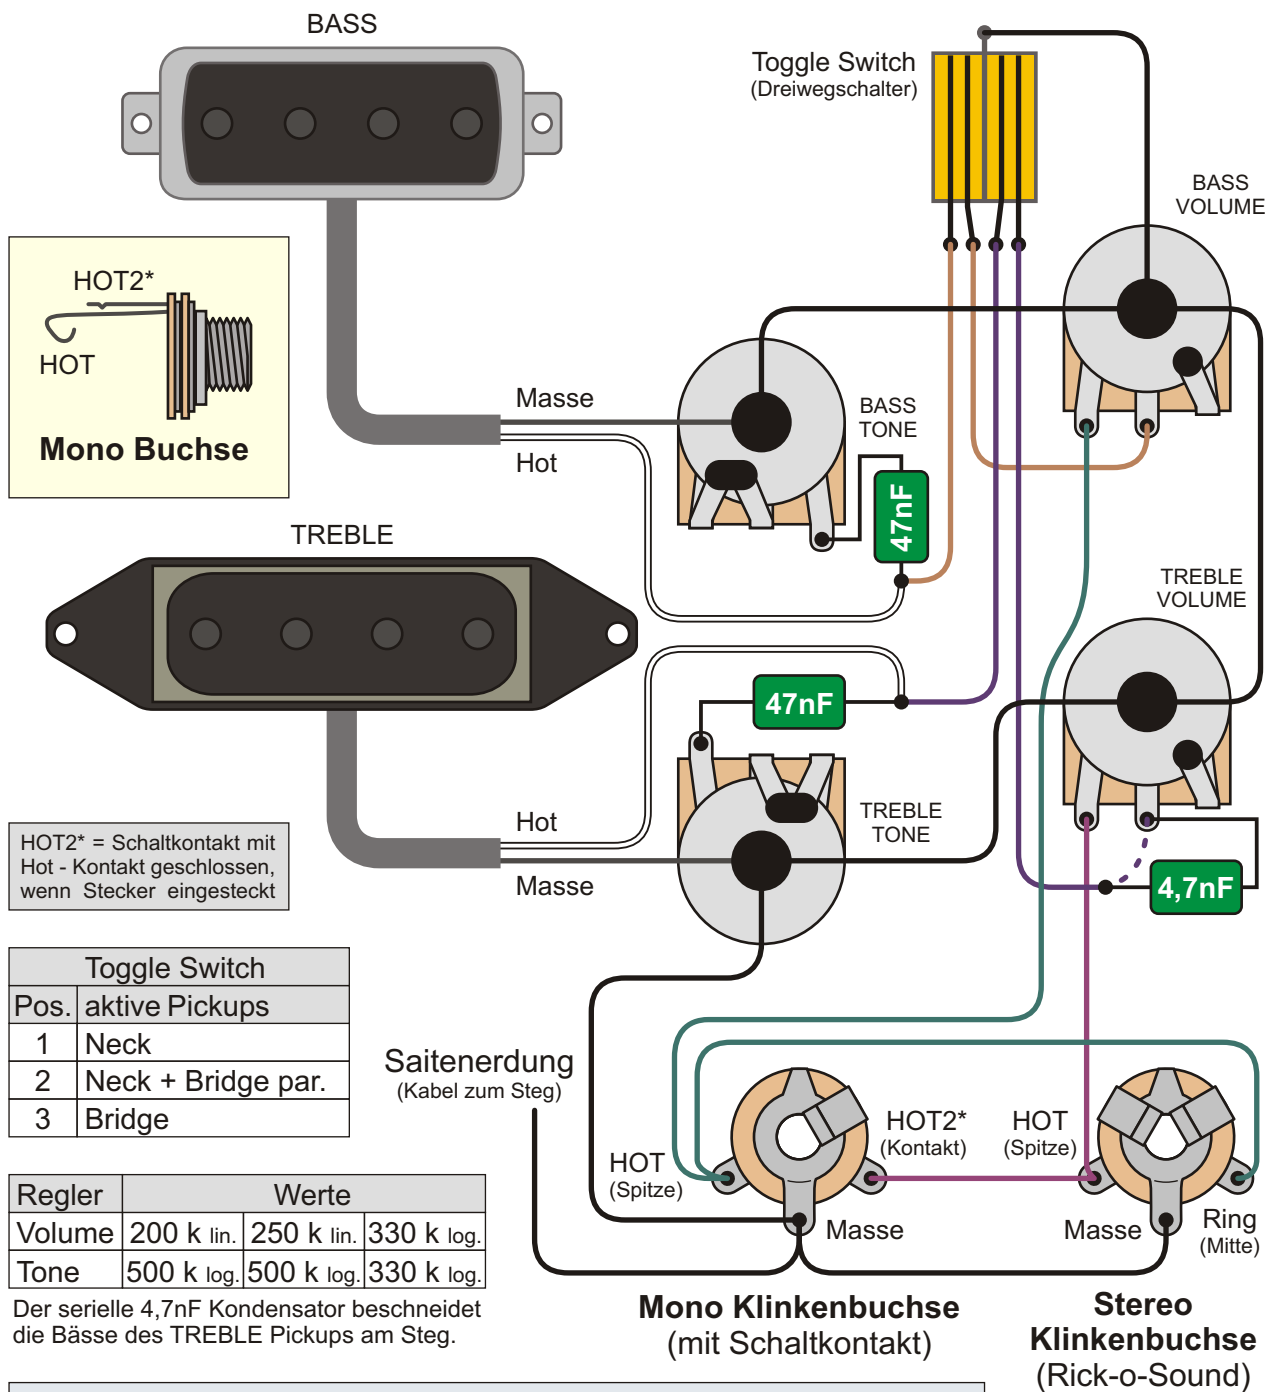 BASS
Toggle Switch
(Dreiwegschalter)
BASS
VOLUME
HOT2*
HOT
Mono Buchse
Masse
Hot
BASS
TONE
47nF
TREBLE
TREBLE
VOLUME
47nF
Hot
Masse
TREBLE
TONE
4,7nF
HOT2* = Schaltkontakt mit
Hot - Kontakt geschlossen,
wenn Stecker eingesteckt
Toggle Switch
Pos. aktive Pickups
1 Neck
2 Neck + Bridge par.
3 Bridge
Saitenerdung
(Kabel zum Steg)
HOT
(Spitze)
HOT2*
(Kontakt)
HOT
(Spitze)
Masse
Masse
Ring
(Mitte)
Regler Werte
Volume 200 k lin. 250 k lin. 330 k log.
Tone 500 k log. 500 k log. 330 k log.
Der serielle 4,7nF Kondensator beschneidet
die Bässe des TREBLE Pickups am Steg.
Mono Klinkenbuchse
(mit Schaltkontakt)
Stereo
Klinkenbuchse
(Rick-o-Sound)